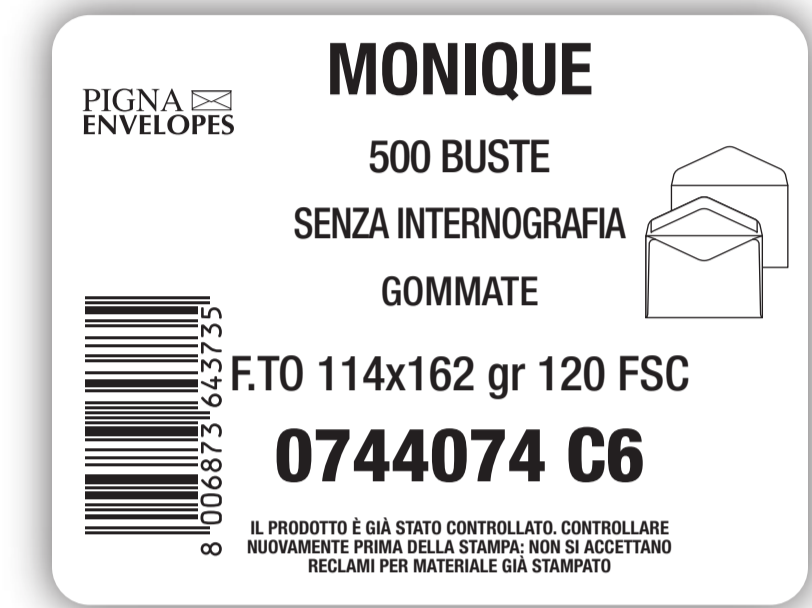 MONIQUE
PIGNA
ENVELOPES
500 BUSTE
SENZA INTERNOGRAFIA
GOMMATE
F.TO 114x162 gr 120 FSC
0744074 C6
8 006873 643735
IL PRODOTTO È GIÀ STATO CONTROLLATO. CONTROLLARE
NUOVAMENTE PRIMA DELLA STAMPA: NON SI ACCETTANO
RECLAMI PER MATERIALE GIÀ STAMPATO